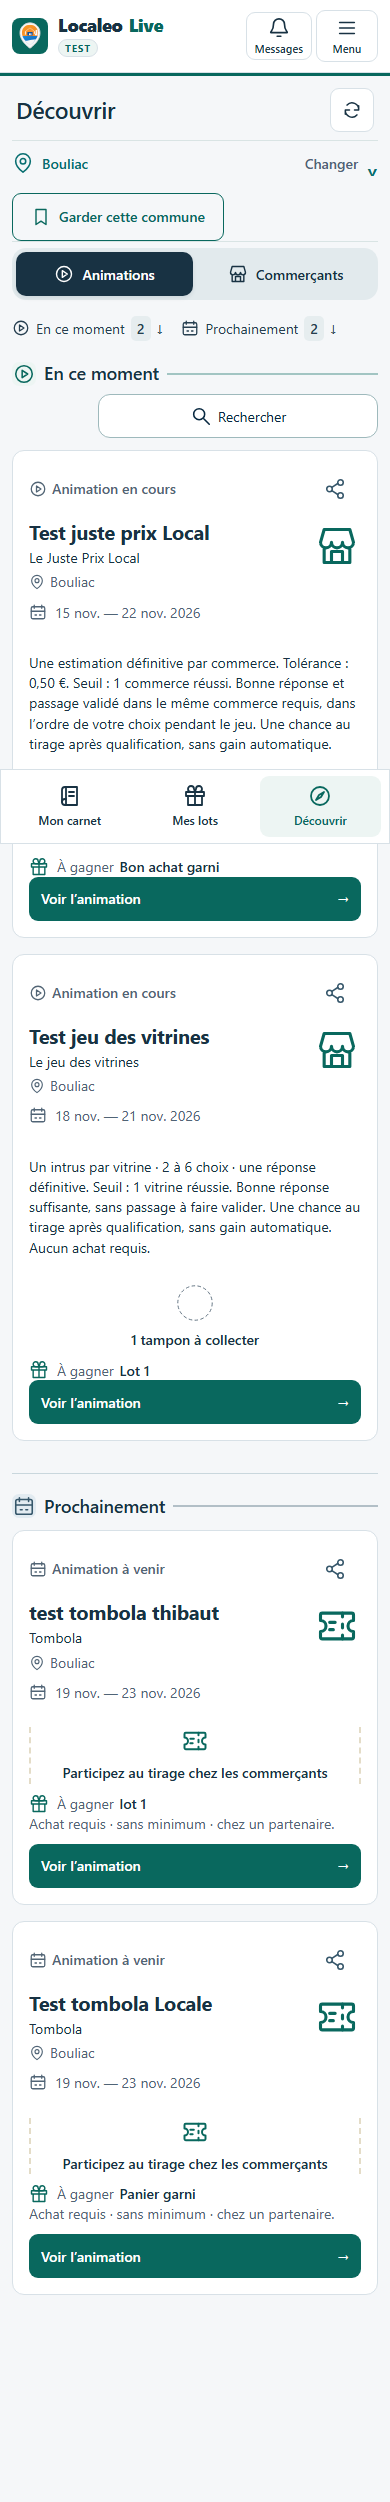 Localeo Live
TEST
Messages
Menu
Découvrir
Bouliac
Changer
Garder cette commune
Animations
Commerçants
En ce moment 2 ↓
Prochainement 2 ↓
En ce moment
Rechercher
Animation en cours
Test juste prix Local
Le Juste Prix Local
Bouliac
15 nov. — 22 nov. 2026
Une estimation définitive par commerce. Tolérance :
0,50 €. Seuil : 1 commerce réussi. Bonne réponse et
passage validé dans le même commerce requis, dans
l’ordre de votre choix pendant le jeu. Une chance au
tirage après qualification, sans gain automatique.
Mon carnet
Mes lots
Découvrir
À gagner Bon achat garni
Voir l’animation →
Animation en cours
Test jeu des vitrines
Le jeu des vitrines
Bouliac
18 nov. — 21 nov. 2026
Un intrus par vitrine · 2 à 6 choix · une réponse
définitive. Seuil : 1 vitrine réussie. Bonne réponse
suffisante, sans passage à faire valider. Une chance au
tirage après qualification, sans gain automatique.
Aucun achat requis.
1 tampon à collecter
À gagner Lot 1
Voir l’animation →
Prochainement
Animation à venir
test tombola thibaut
Tombola
Bouliac
19 nov. — 23 nov. 2026
Participez au tirage chez les commerçants
À gagner lot 1
Achat requis · sans minimum · chez un partenaire.
Voir l’animation →
Animation à venir
Test tombola Locale
Tombola
Bouliac
19 nov. — 23 nov. 2026
Participez au tirage chez les commerçants
À gagner Panier garni
Achat requis · sans minimum · chez un partenaire.
Voir l’animation →